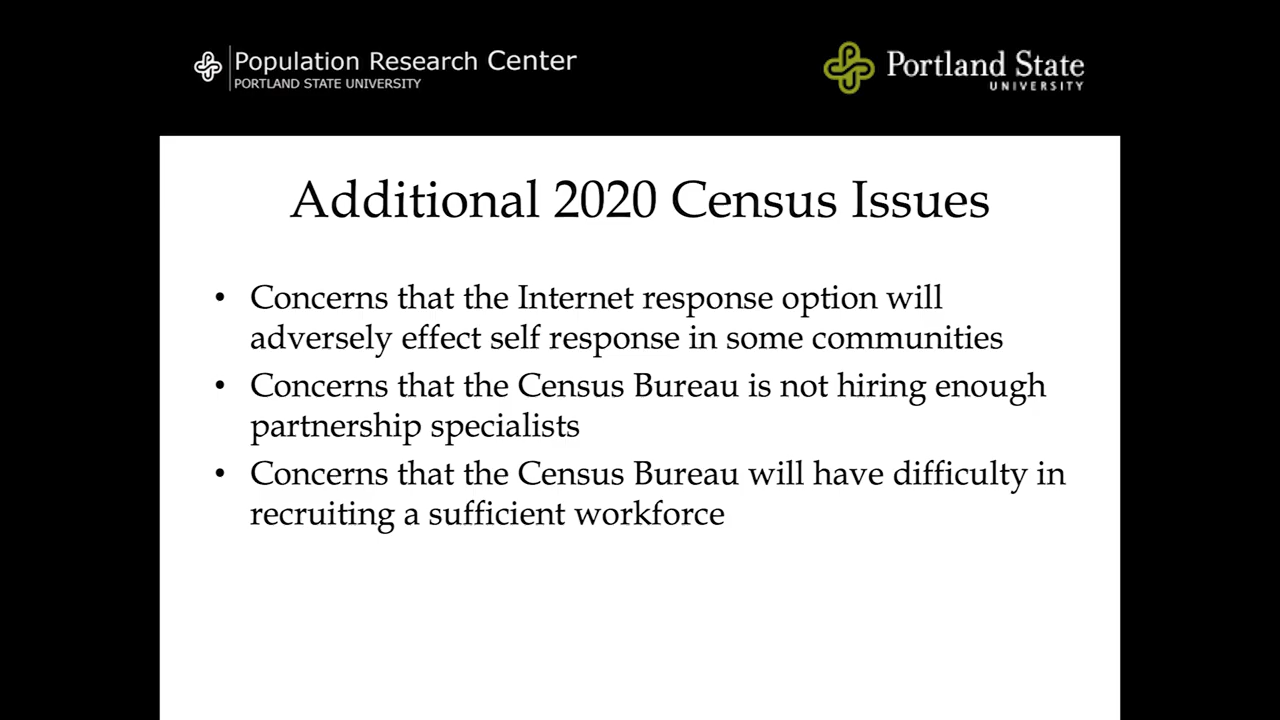 Population Research Center
PORTLAND STATE UNIVERSITY
Portland State
UNIVERSITY
Additional 2020 Census Issues
• Concerns that the Internet response option will
adversely effect self response in some communities
• Concerns that the Census Bureau is not hiring enough
partnership specialists
• Concerns that the Census Bureau will have difficulty in
recruiting a sufficient workforce